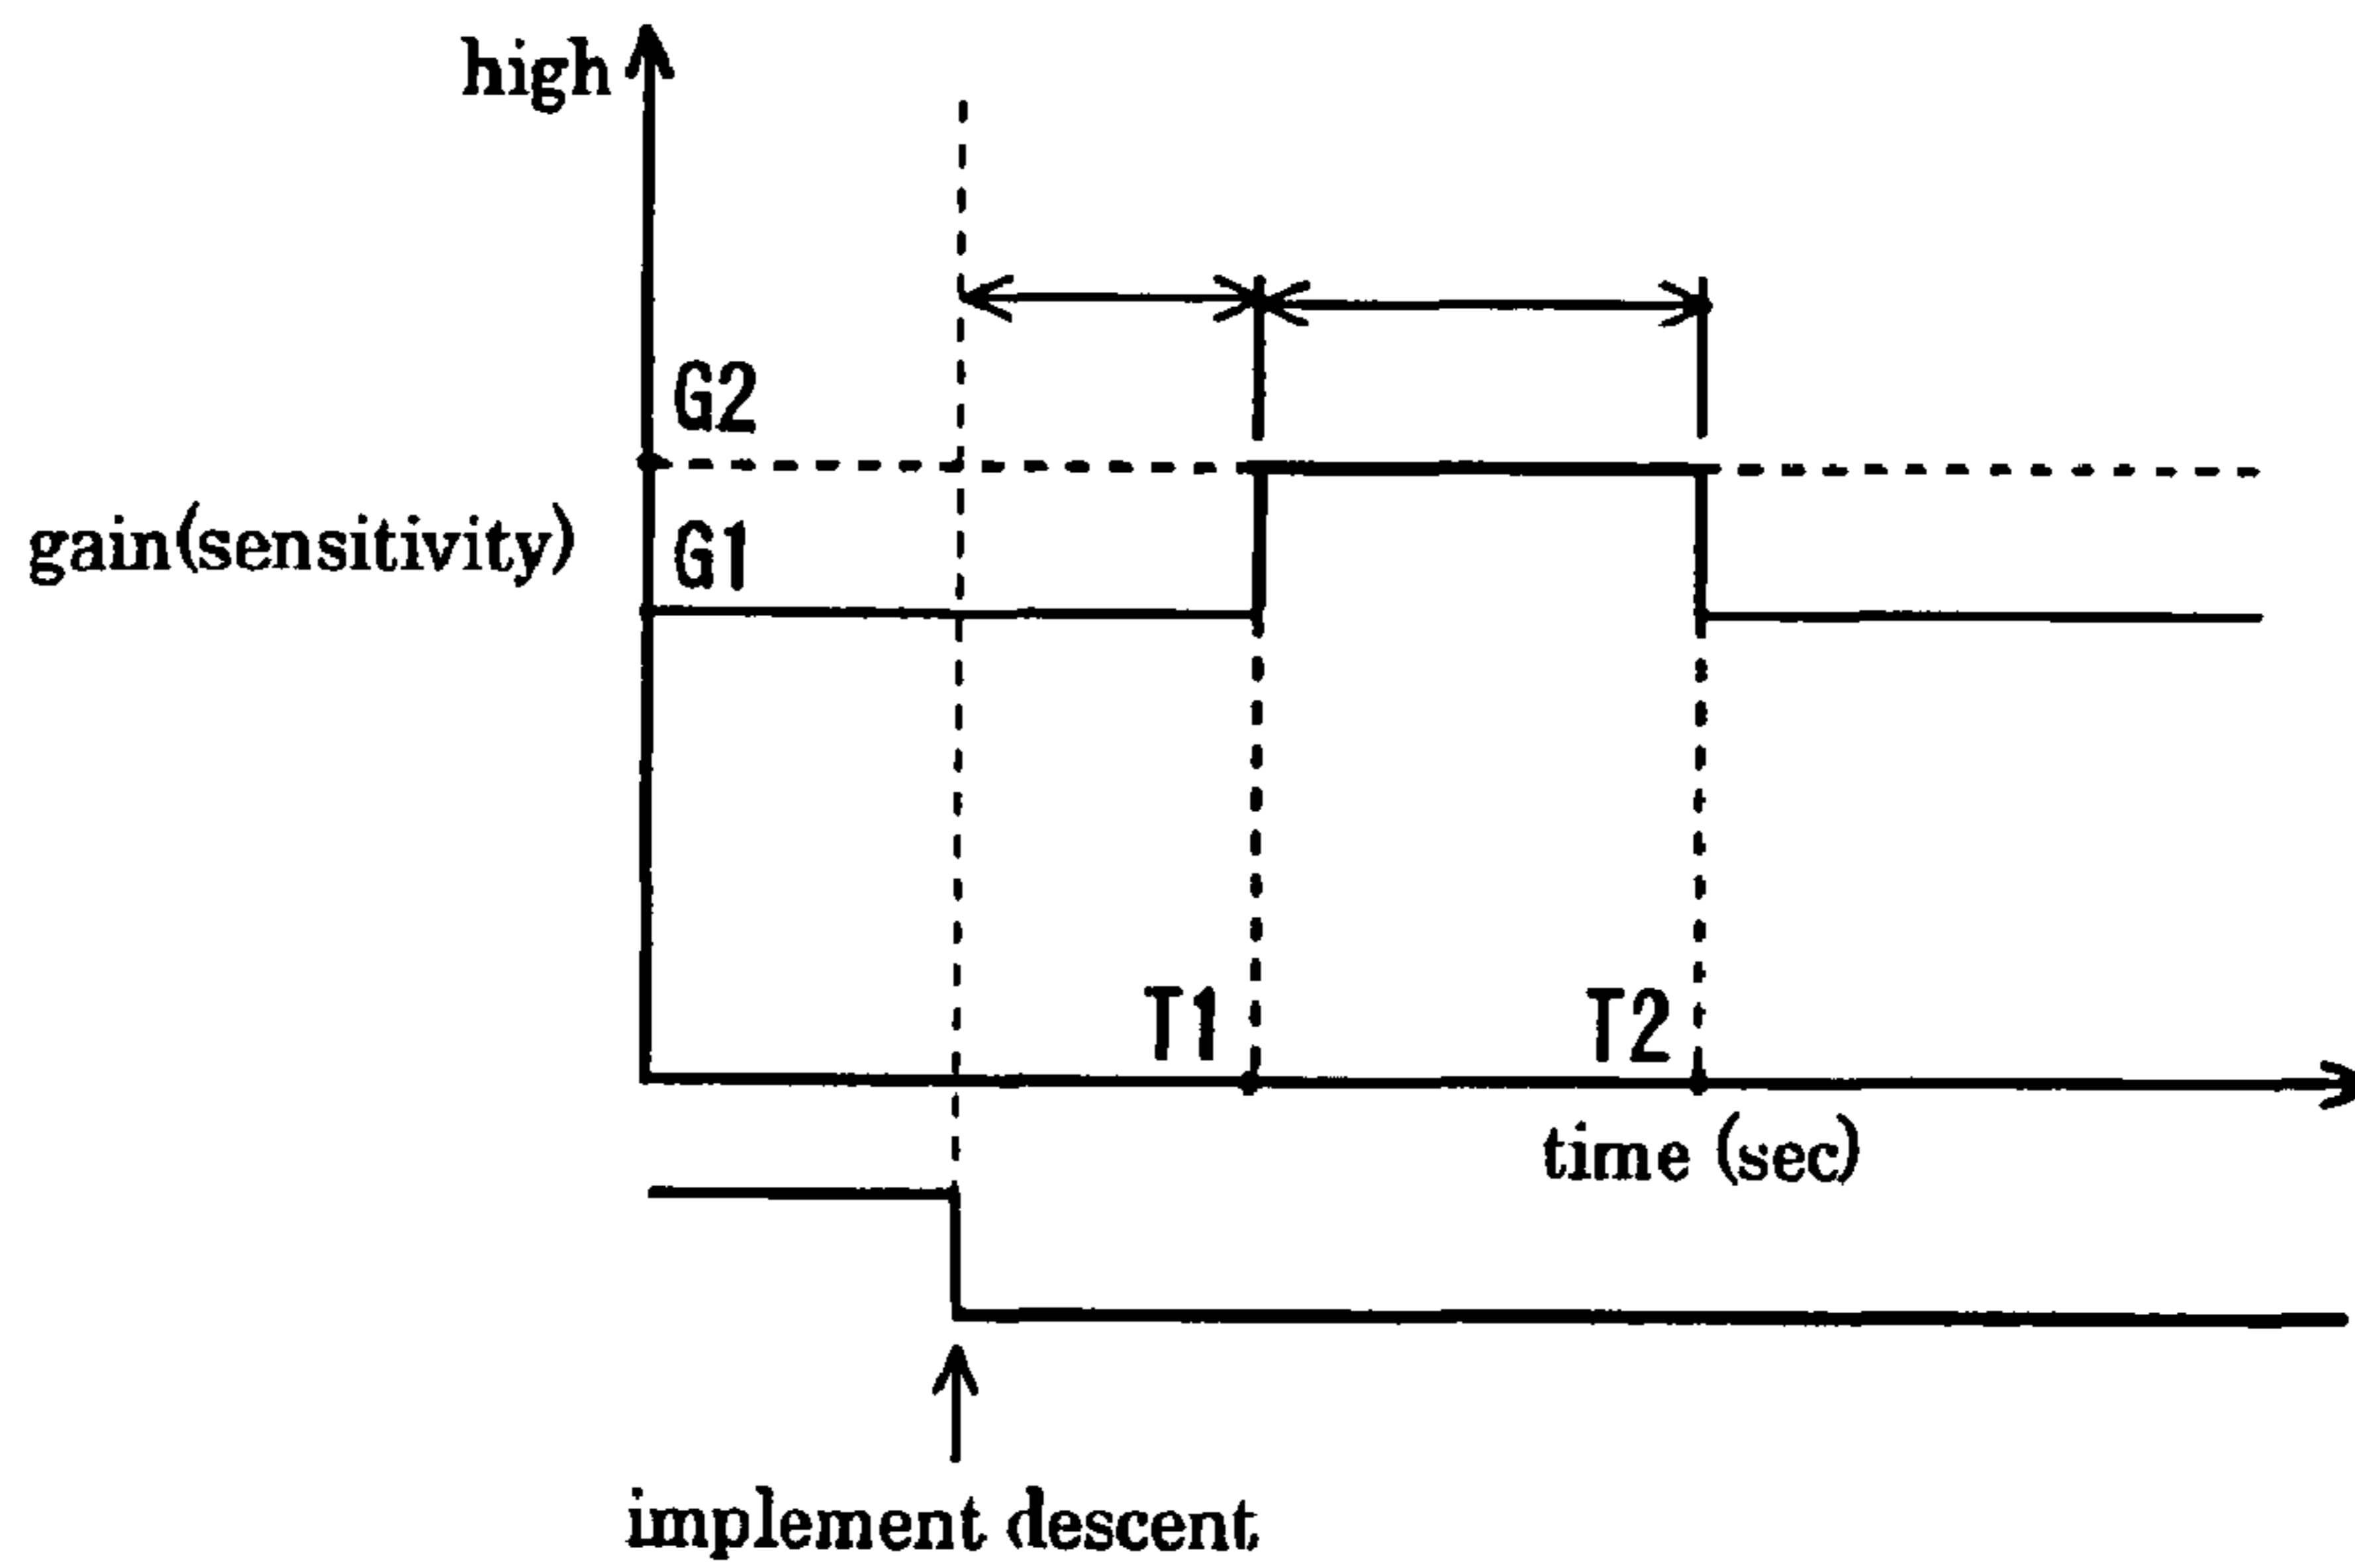 high
G2
gain(sensitivity)
G1
T1
T2
time (sec)
implement descent